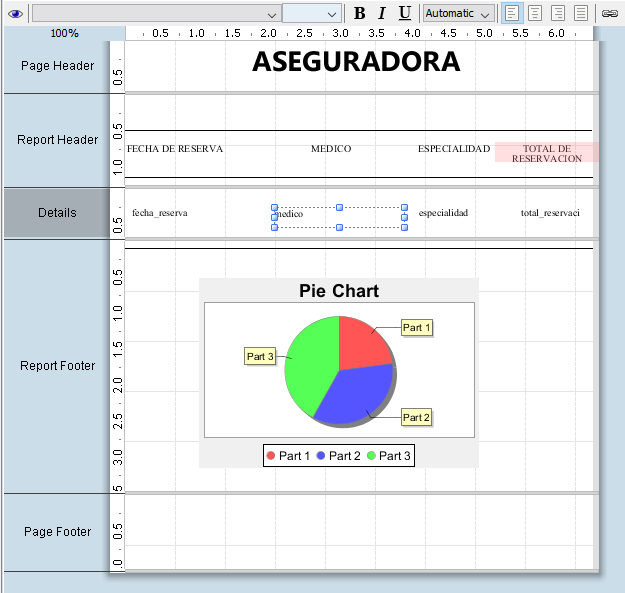 B I U Automatic
100% 0.5 1.0 1.5 2.0 2.5 3.0 3.5 4.0 4.5 5.0 5.5 6.0
Page Header
0.5
ASEGURADORA
Report Header
0.5
1.0
FECHA DE RESERVA MEDICO ESPECIALIDAD TOTAL DE
RESERVACION
Details
0.5
fecha_reserva medico especialidad total_reservaci
Report Footer
0.5
1.0
1.5
2.0
2.5
3.0
5
Pie Chart
Part 1
Part 3
Part 2
Part 1 Part 2 Part 3
Page Footer
0.5
.0